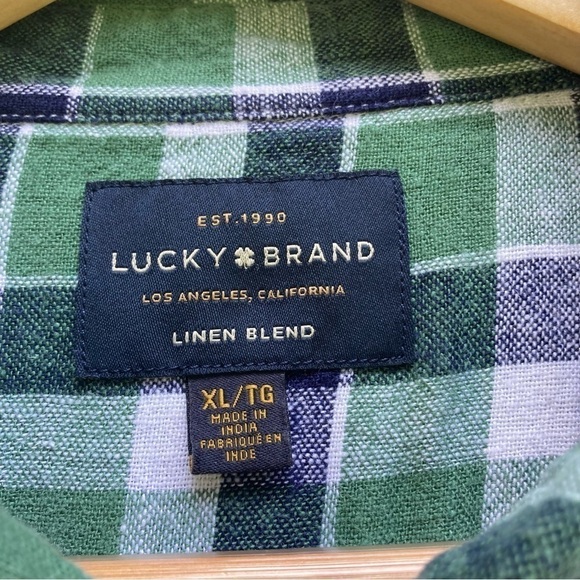 EST. 1990
LUCKY BRAND
LOS ANGELES, CALIFORNIA
LINEN BLEND
XL/TG
MADE IN
INDIA
FABRIQUÉ EN
INDE